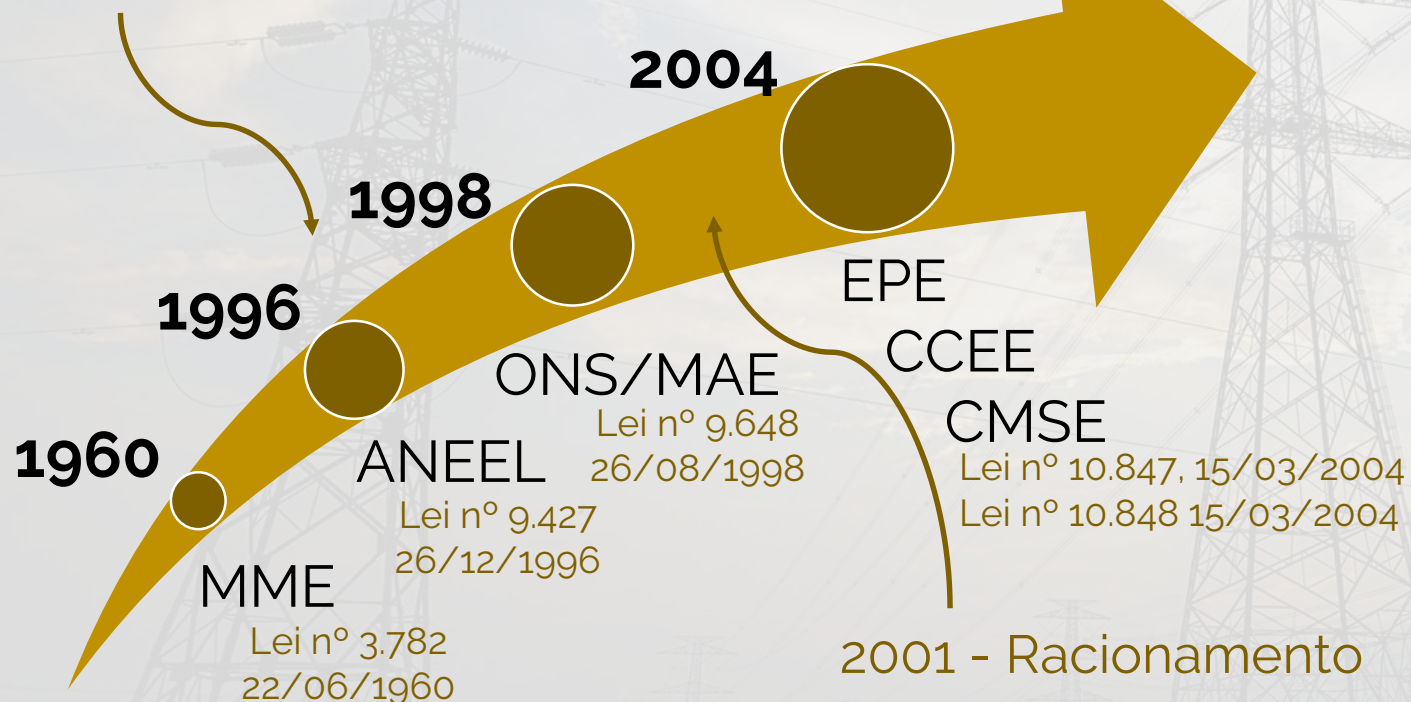 1960
MME
Lei nº 3.782
22/06/1960
1996
ANEEL
Lei nº 9.427
26/12/1996
1998
ONS/MAE
Lei nº 9.648
26/08/1998
2004
EPE
CCEE
CMSE
Lei nº 10.847, 15/03/2004
Lei nº 10.848 15/03/2004
2001 - Racionamento